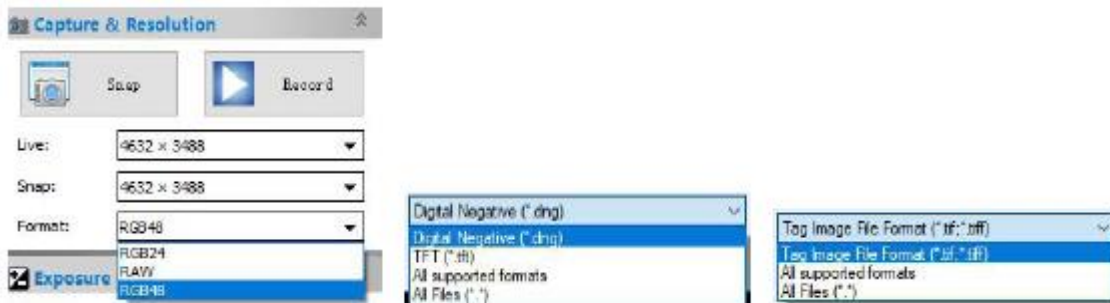 Capture & Resolution
Snap
Record
Live:
4632 × 3488
Snap:
4632 × 3488
Format:
RGB48
RGB24
RAW
RGB48
Exposure
Digital Negative (*.dng)
Digital Negative (*.dng)
TFT (*.tft)
All supported formats
All Files (*.*)
Tag Image File Format (*.tif;*.tiff)
Tag Image File Format (*.tif;*.tiff)
All supported formats
All Files (*.*)